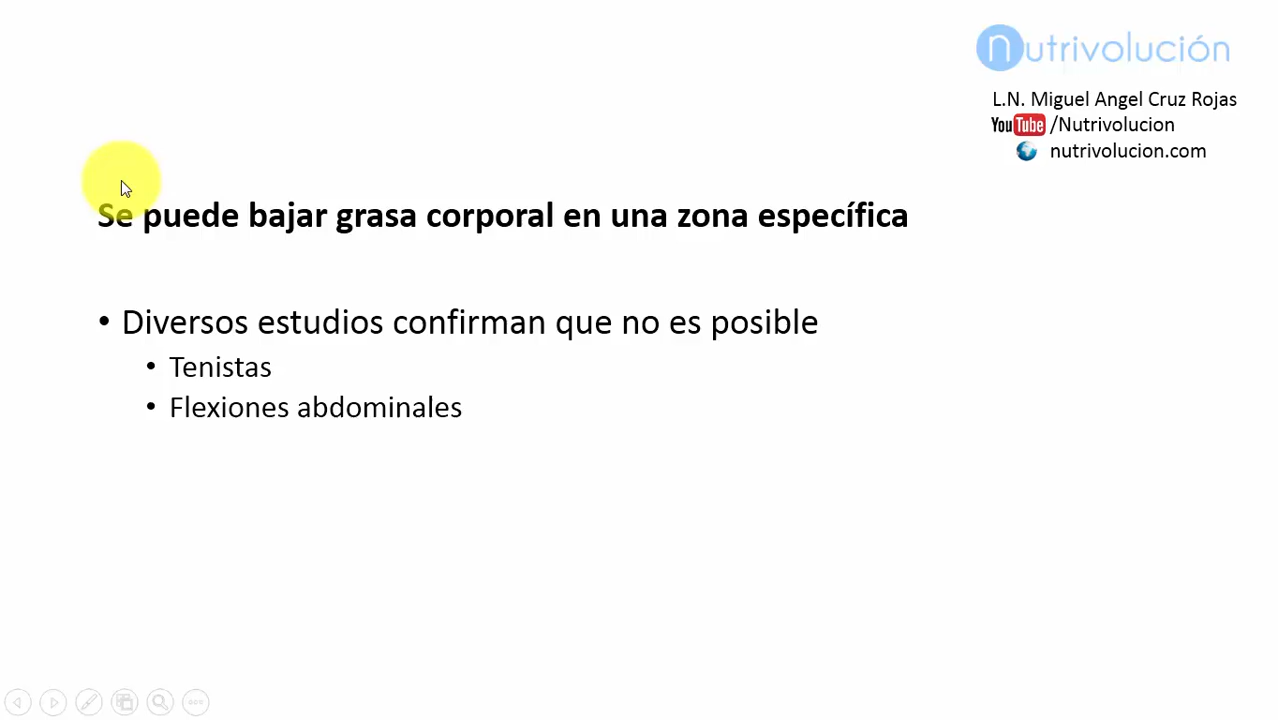 nutrivolución
L.N. Miguel Angel Cruz Rojas
YouTube /Nutrivolucion
nutrivolucion.com
Se puede bajar grasa corporal en una zona específica
• Diversos estudios confirman que no es posible
• Tenistas
• Flexiones abdominales